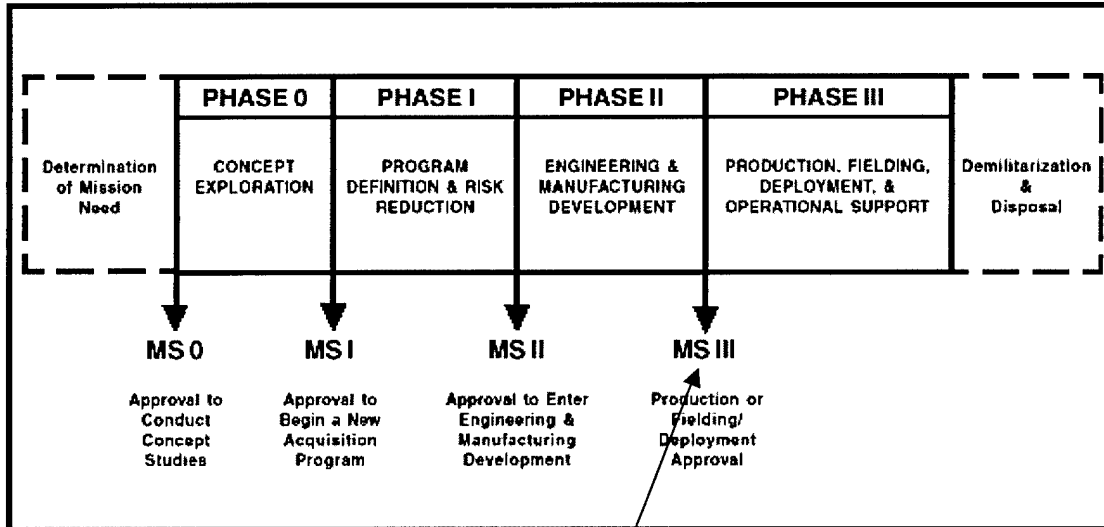 PHASE 0
PHASE I
PHASE II
PHASE III
Determination
of Mission
Need
CONCEPT
EXPLORATION
PROGRAM
DEFINITION & RISK
REDUCTION
ENGINEERING &
MANUFACTURING
DEVELOPMENT
PRODUCTION, FIELDING,
DEPLOYMENT, &
OPERATIONAL SUPPORT
Demilitarization
&
Disposal
MS 0
MS I
MS II
MS III
Approval to
Conduct
Concept
Studies
Approval to
Begin a New
Acquisition
Program
Approval to Enter
Engineering &
Manufacturing
Development
Production or
Fielding/
Deployment
Approval